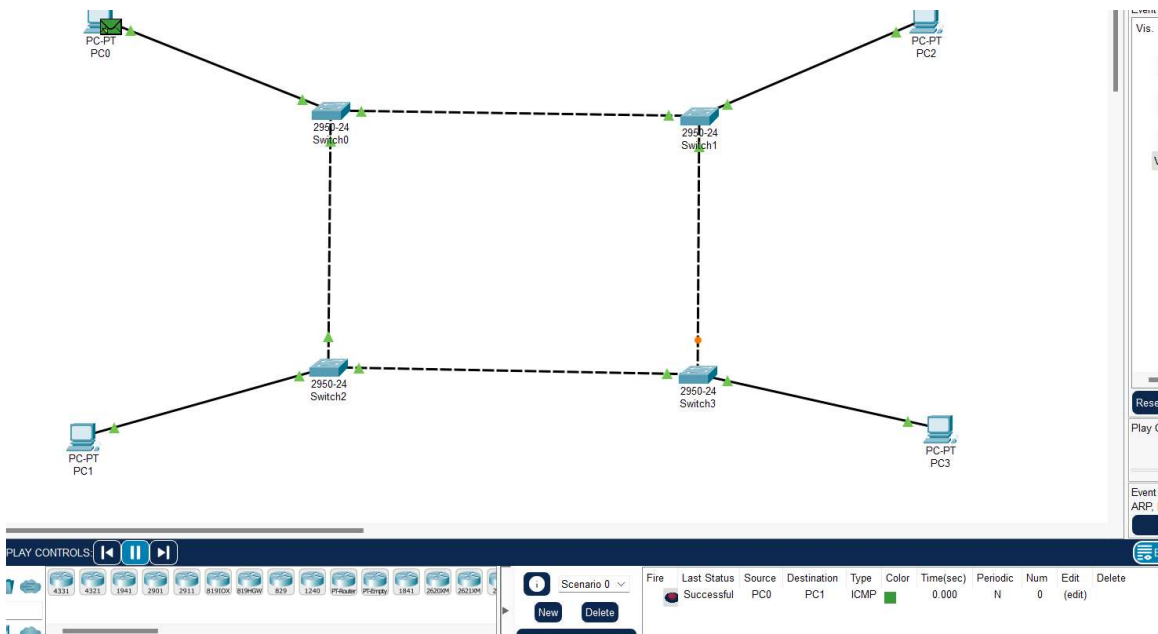 Vis.
PC-PT
PC0
PC-PT
PC2
2950-24
Switch0
2950-24
Switch1
2950-24
Switch2
2950-24
Switch3
PC-PT
PC1
PC-PT
PC3
Rese
Play C
Event
ARP,
PLAY CONTROLS:
4331 4321 1941 2901 2911 819IOX 819HGW 829 1240 PT-Router PT-Empty 1841 2620XM 2621XM 2
Scenario 0
New Delete
Fire Last Status Source Destination Type Color Time(sec) Periodic Num Edit Delete
Successful PC0 PC1 ICMP 0.000 N 0 (edit)